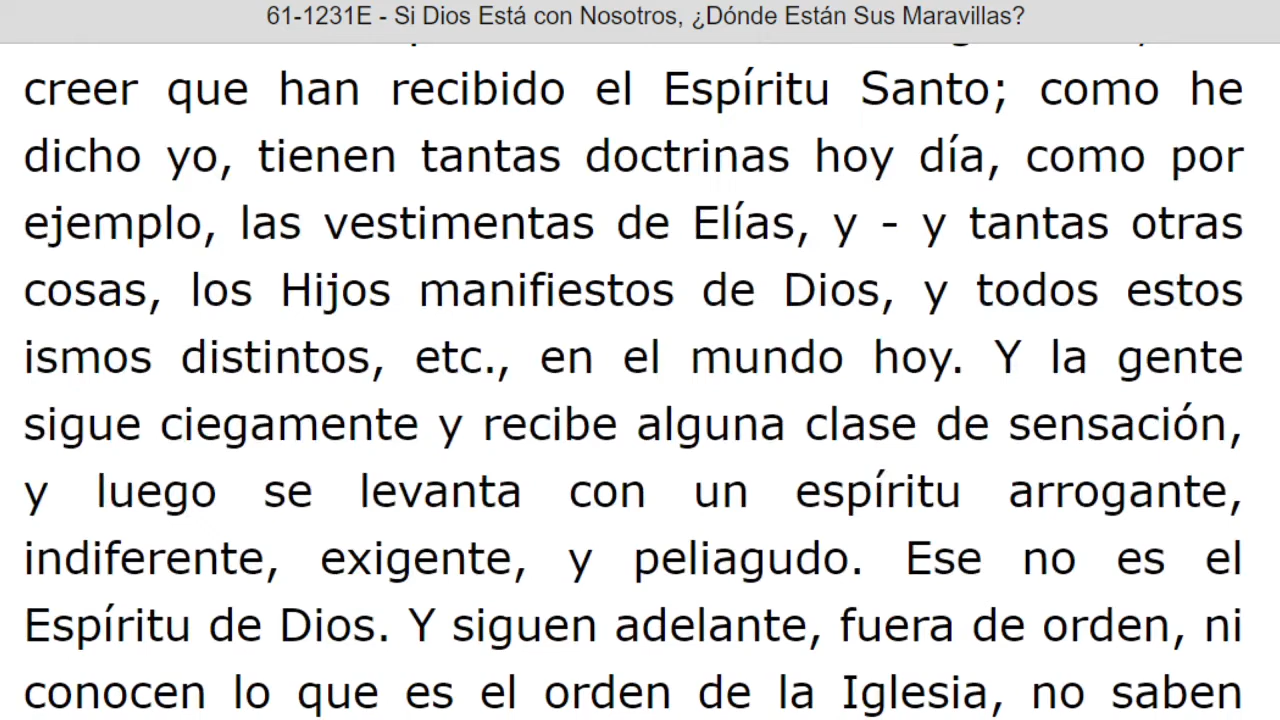 61-1231E - Si Dios Está con Nosotros, ¿Dónde Están Sus Maravillas?
creer que han recibido el Espíritu Santo; como he
dicho yo, tienen tantas doctrinas hoy día, como por
ejemplo, las vestimentas de Elías, y - y tantas otras
cosas, los Hijos manifiestos de Dios, y todos estos
ismos distintos, etc., en el mundo hoy. Y la gente
sigue ciegamente y recibe alguna clase de sensación,
y luego se levanta con un espíritu arrogante,
indiferente, exigente, y peliagudo. Ese no es el
Espíritu de Dios. Y siguen adelante, fuera de orden, ni
conocen lo que es el orden de la Iglesia, no saben